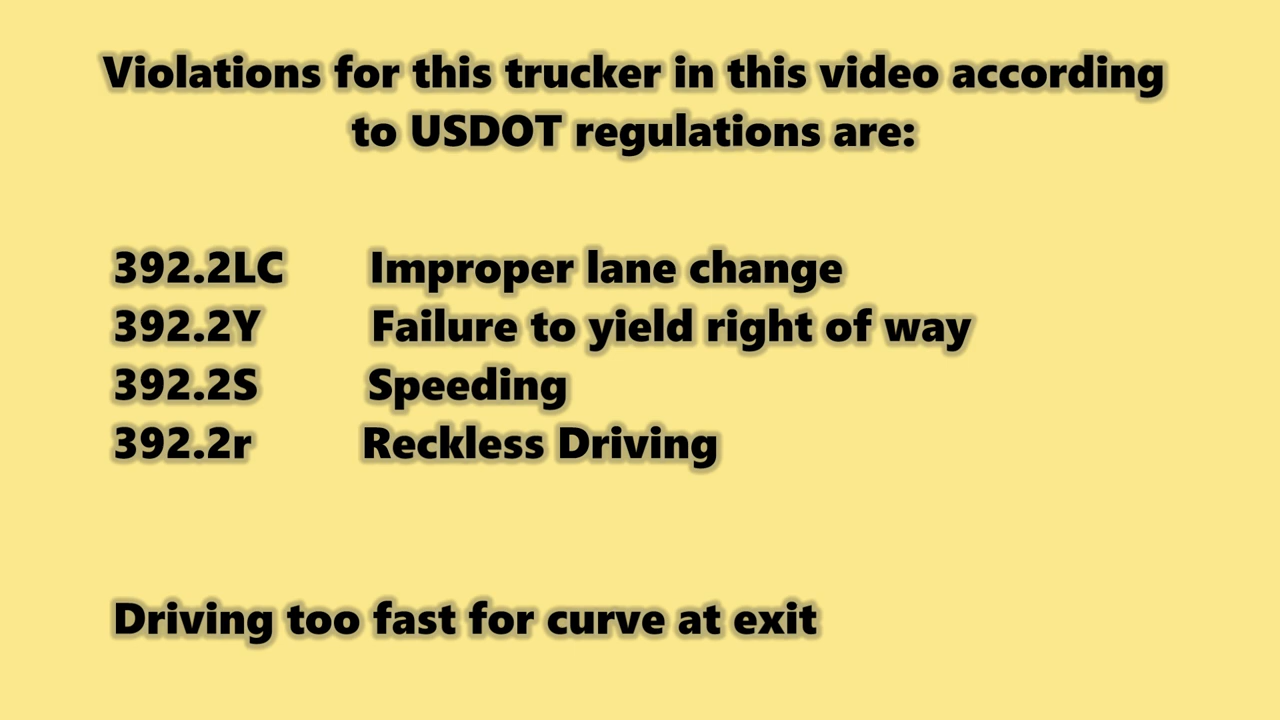 Violations for this trucker in this video according
to USDOT regulations are:
392.2LC Improper lane change
392.2Y Failure to yield right of way
392.2S Speeding
392.2r Reckless Driving
Driving too fast for curve at exit